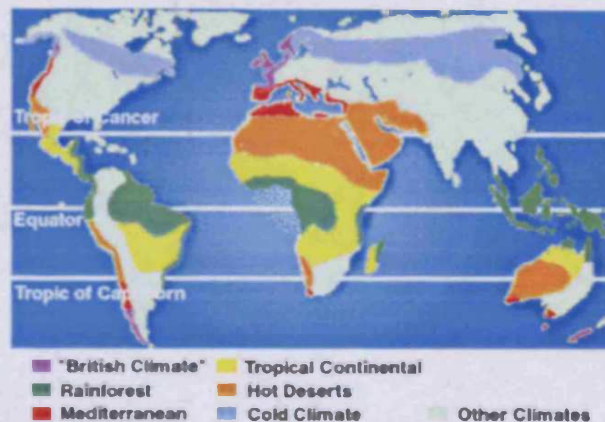 Tropic of Cancer
Equator
Tropic of Capricorn
"British Climate"
Tropical Continental
Rainforest
Hot Deserts
Mediterranean
Cold Climate
Other Climates